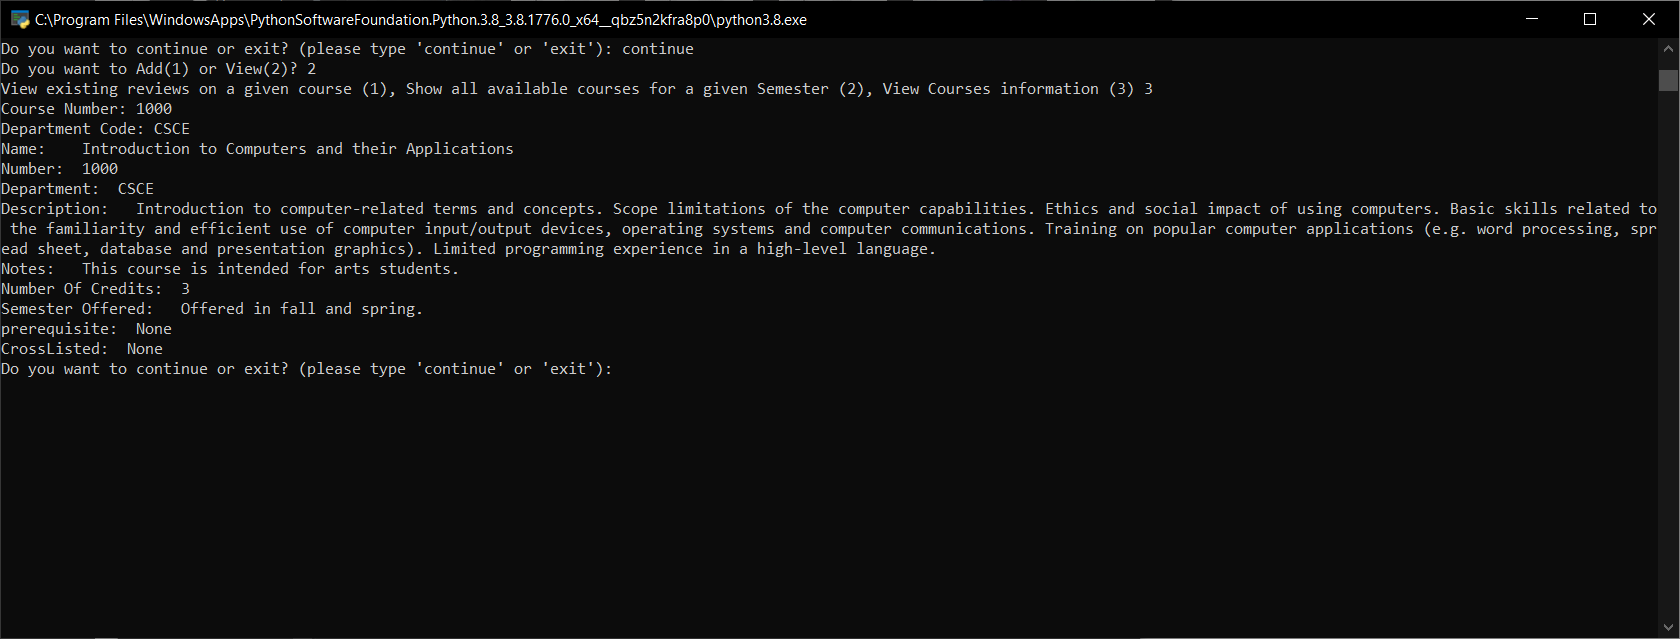 C:\Program Files\WindowsApps\PythonSoftwareFoundation.Python.3.8_3.8.1776.0_x64__qbz5n2kfra8p0\python3.8.exe
Do you want to continue or exit? (please type 'continue' or 'exit'): continue
Do you want to Add(1) or View(2)? 2
View existing reviews on a given course (1), Show all available courses for a given Semester (2), View Courses information (3) 3
Course Number: 1000
Department Code: CSCE
Name:    Introduction to Computers and their Applications
Number:  1000
Department:  CSCE
Description:   Introduction to computer-related terms and concepts. Scope limitations of the computer capabilities. Ethics and social impact of using computers. Basic skills related to
 the familiarity and efficient use of computer input/output devices, operating systems and computer communications. Training on popular computer applications (e.g. word processing, spr
ead sheet, database and presentation graphics). Limited programming experience in a high-level language.
Notes:   This course is intended for arts students.
Number Of Credits:  3
Semester Offered:   Offered in fall and spring.
prerequisite:  None
CrossListed:  None
Do you want to continue or exit? (please type 'continue' or 'exit'):